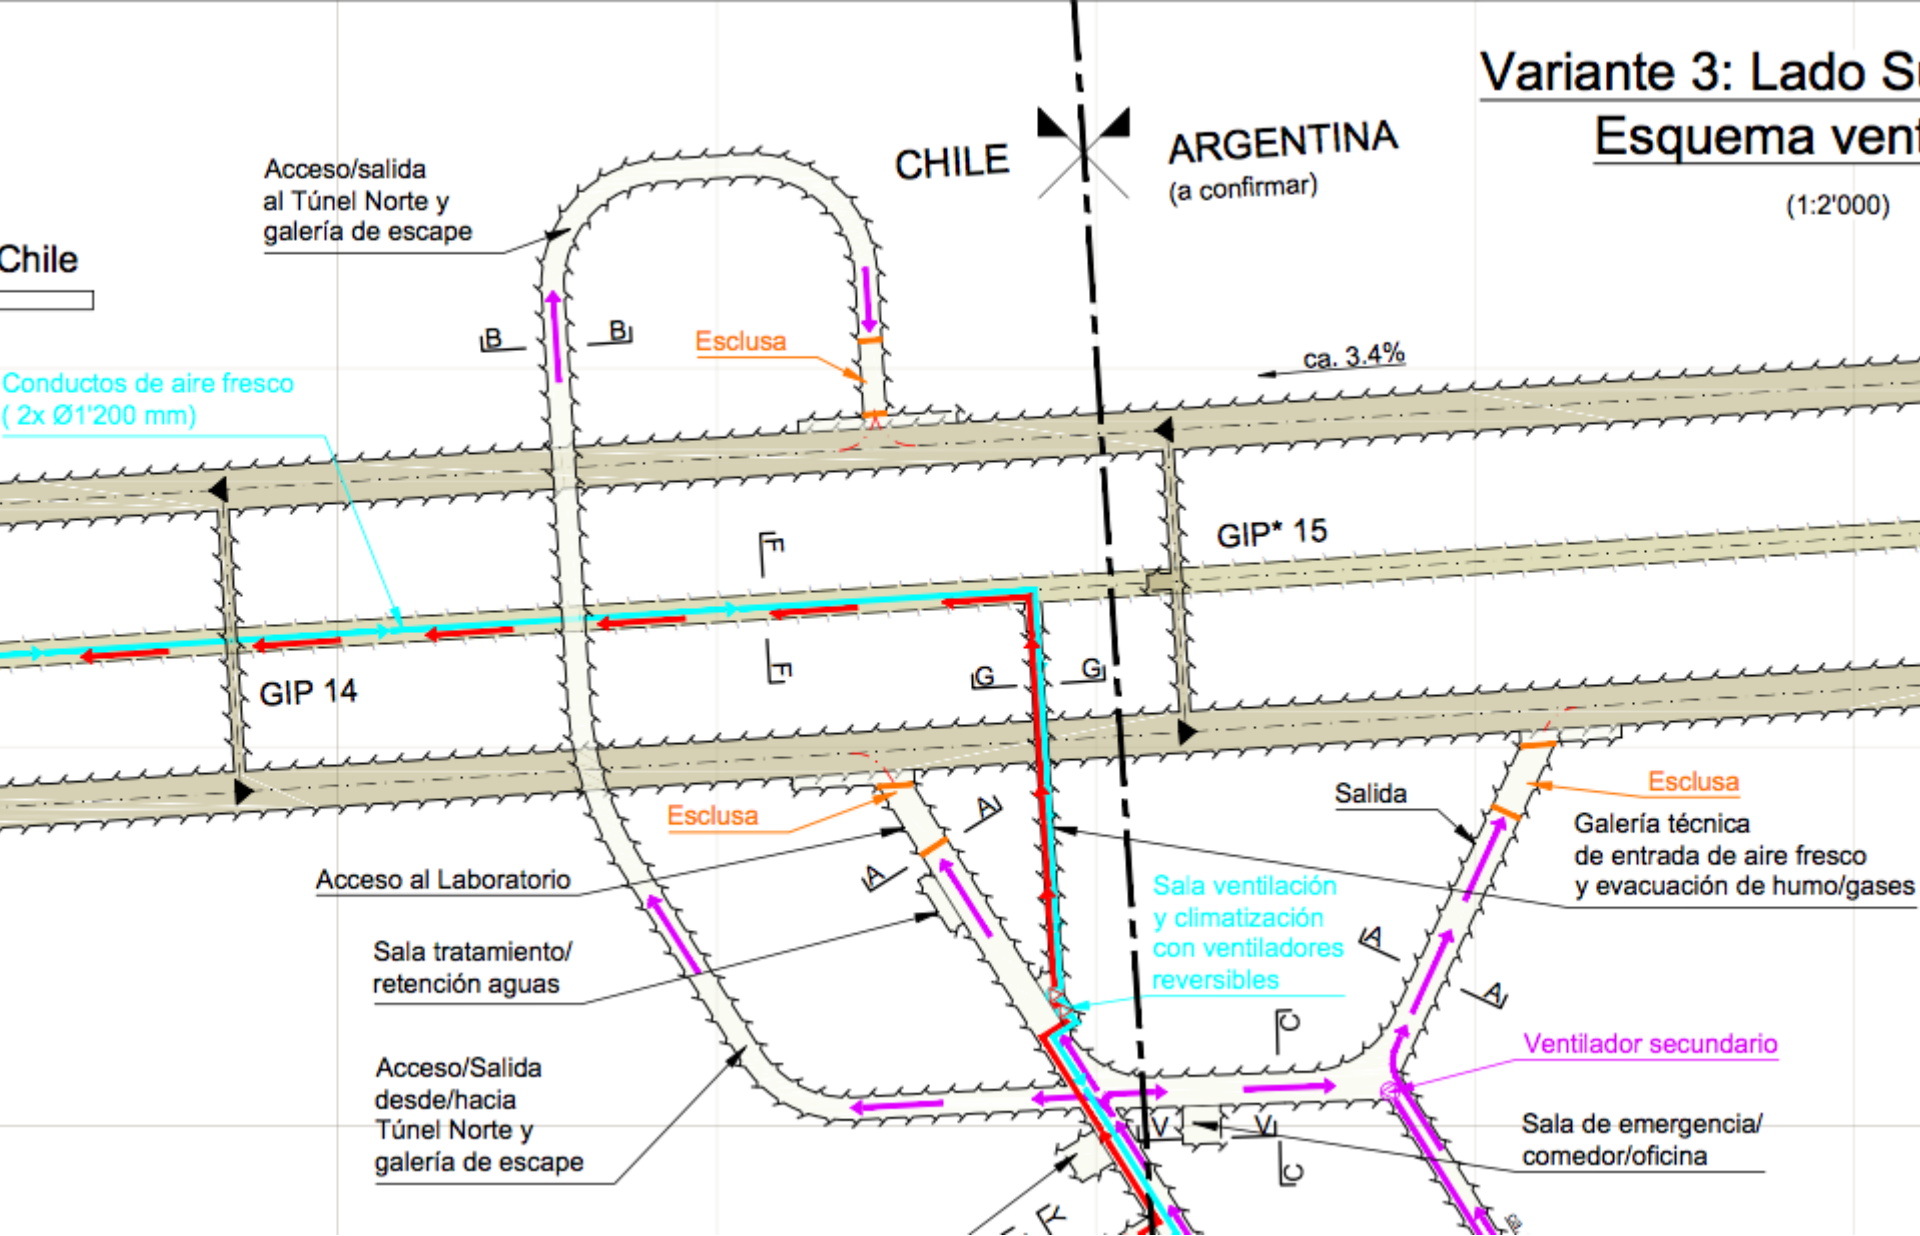 Variante 3: Lado
Esquema
(1:2'000)
CHILE
ARGENTINA
(a confirmar)
Acceso/salida
al Túnel Norte y
galería de escape
Chile
B
B
Esclusa
ca. 3.4%
Conductos de aire fresco
( 2x Ø1'200 mm)
GIP* 15
F
F
GIP 14
G
G
Esclusa
Salida
Esclusa
A
A
Acceso al Laboratorio
Galería técnica
de entrada de aire fresco
y evacuación de humo/gases
Sala ventilación
y climatización
con ventiladores
reversibles
Sala tratamiento/
retención aguas
A
A
C
Ventilador secundario
Acceso/Salida
desde/hacia
Túnel Norte y
galería de escape
V
V
Sala de emergencia/
comedor/oficina
C